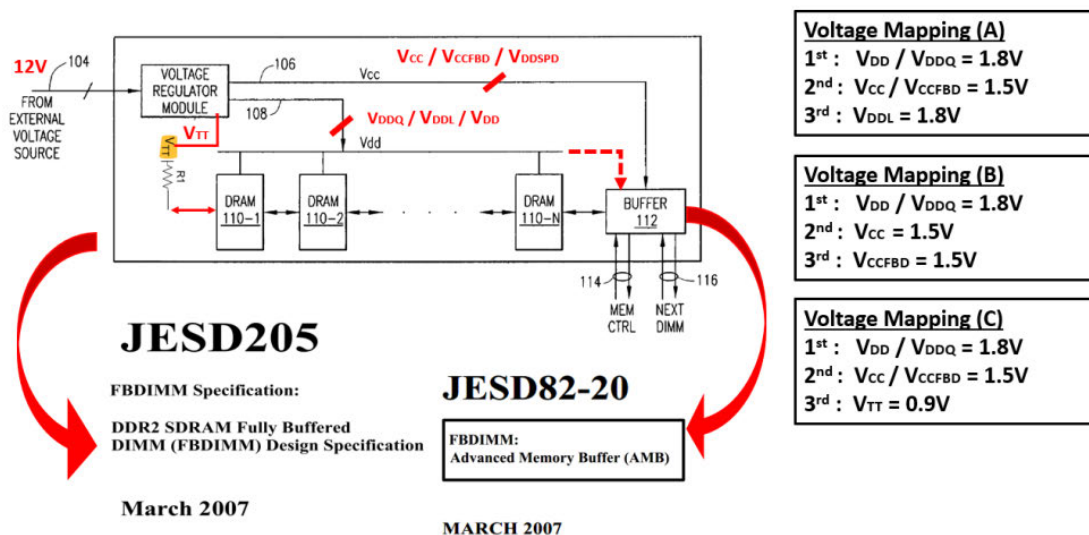 12V
104
FROM
EXTERNAL
VOLTAGE
SOURCE
VOLTAGE
REGULATOR
MODULE
106
Vcc
VCC / VCCFBD / VDDSPD
108
VDDQ / VDDL / VDD
Vdd
VTT
VTT
R1
DRAM
110-1
DRAM
110-2
. . . .
DRAM
110-N
BUFFER
112
114
116
MEM
CTRL
NEXT
DIMM
JESD205
FBDIMM Specification:
DDR2 SDRAM Fully Buffered
DIMM (FBDIMM) Design Specification
March 2007
JESD82-20
FBDIMM:
Advanced Memory Buffer (AMB)
MARCH 2007
Voltage Mapping (A)
1st : VDD / VDDQ = 1.8V
2nd : VCC / VCCFBD = 1.5V
3rd : VDDL = 1.8V
Voltage Mapping (B)
1st : VDD / VDDQ = 1.8V
2nd : VCC = 1.5V
3rd : VCCFBD = 1.5V
Voltage Mapping (C)
1st : VDD / VDDQ = 1.8V
2nd : VCC / VCCFBD = 1.5V
3rd : VTT = 0.9V